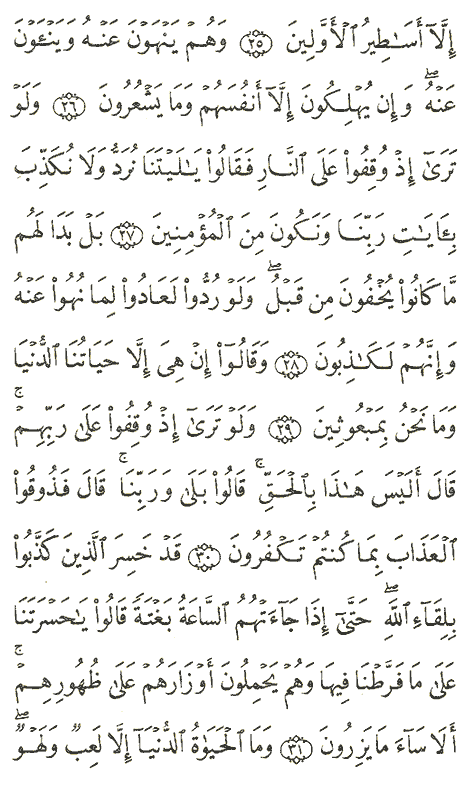 إِلَّآ أَسَـٰطِيرُ ٱلْأَوَّلِينَ ۝٢٥ وَهُمْ يَنْهَوْنَ عَنْهُ وَيَنْـَٔوْنَ
عَنْهُۖ وَإِن يُهْلِكُونَ إِلَّآ أَنفُسَهُمْ وَمَا يَشْعُرُونَ ۝٢٦ وَلَوْ
تَرَىٰٓ إِذْ وُقِفُوا۟ عَلَى ٱلنَّارِ فَقَالُوا۟ يَـٰلَيْتَنَا نُرَدُّ وَلَا نُكَذِّبَ
بِـَٔايَـٰتِ رَبِّنَا وَنَكُونَ مِنَ ٱلْمُؤْمِنِينَ ۝٢٧ بَلْ بَدَا لَهُم
مَّا كَانُوا۟ يُخْفُونَ مِن قَبْلُۖ وَلَوْ رُدُّوا۟ لَعَادُوا۟ لِمَا نُهُوا۟ عَنْهُ
وَإِنَّهُمْ لَكَـٰذِبُونَ ۝٢٨ وَقَالُوٓا۟ إِنْ هِىَ إِلَّا حَيَاتُنَا ٱلدُّنْيَا
وَمَا نَحْنُ بِمَبْعُوثِينَ ۝٢٩ وَلَوْ تَرَىٰٓ إِذْ وُقِفُوا۟ عَلَىٰ رَبِّهِمْۚ
قَالَ أَلَيْسَ هَـٰذَا بِٱلْحَقِّۚ قَالُوا۟ بَلَىٰ وَرَبِّنَاۚ قَالَ فَذُوقُوا۟
ٱلْعَذَابَ بِمَا كُنتُمْ تَكْفُرُونَ ۝٣٠ قَدْ خَسِرَ ٱلَّذِينَ كَذَّبُوا۟
بِلِقَآءِ ٱللَّهِۖ حَتَّىٰٓ إِذَا جَآءَتْهُمُ ٱلسَّاعَةُ بَغْتَةً قَالُوا۟ يَـٰحَسْرَتَنَا
عَلَىٰ مَا فَرَّطْنَا فِيهَا وَهُمْ يَحْمِلُونَ أَوْزَارَهُمْ عَلَىٰ ظُهُورِهِمْۚ
أَلَا سَآءَ مَا يَزِرُونَ ۝٣١ وَمَا ٱلْحَيَوٰةُ ٱلدُّنْيَآ إِلَّا لَعِبٌ وَلَهْوٌۖ